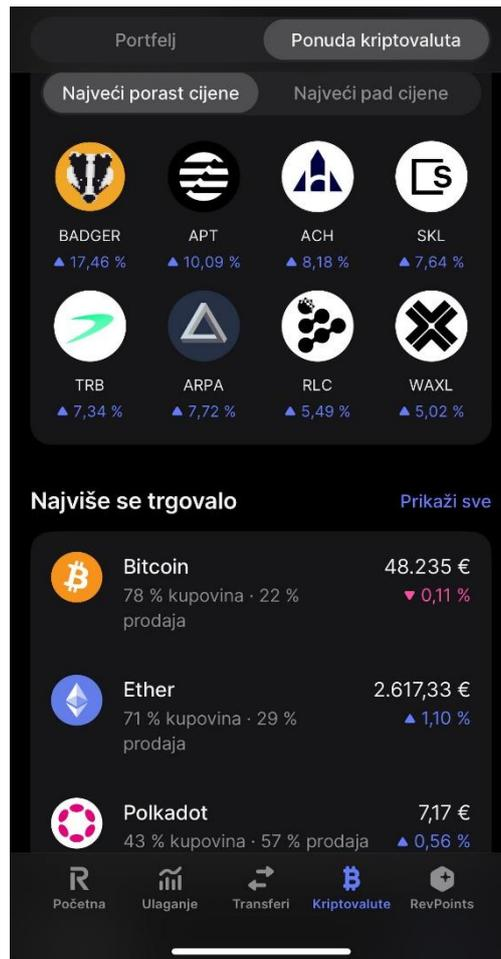 Portfelj Ponuda kriptovaluta
Najveći porast cijene Najveći pad cijene
BADGER APT ACH SKL
▲ 17,46 % ▲ 10,09 % ▲ 8,18 % ▲ 7,64 %
TRB ARPA RLC WAXL
▲ 7,34 % ▲ 7,72 % ▲ 5,49 % ▲ 5,02 %
Najviše se trgovalo Prikaži sve
Bitcoin 48.235 €
78 % kupovina · 22 % ▼ 0,11 %
prodaja
Ether 2.617,33 €
71 % kupovina · 29 % ▲ 1,10 %
prodaja
Polkadot 7,17 €
43 % kupovina · 57 % prodaja ▲ 0,56 %
Početna Ulaganje Transferi Kriptovalute RevPoints